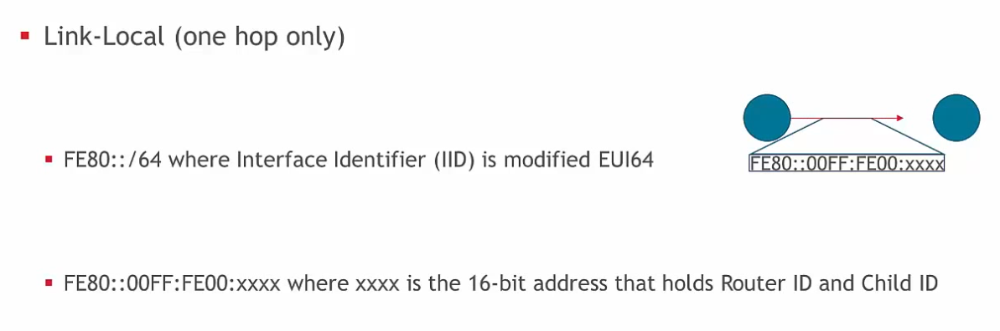 Link-Local (one hop only)
FE80::/64 where Interface Identifier (IID) is modified EUI64
FE80::00FF:FE00:xxxx
FE80::00FF:FE00:xxxx where xxxx is the 16-bit address that holds Router ID and Child ID